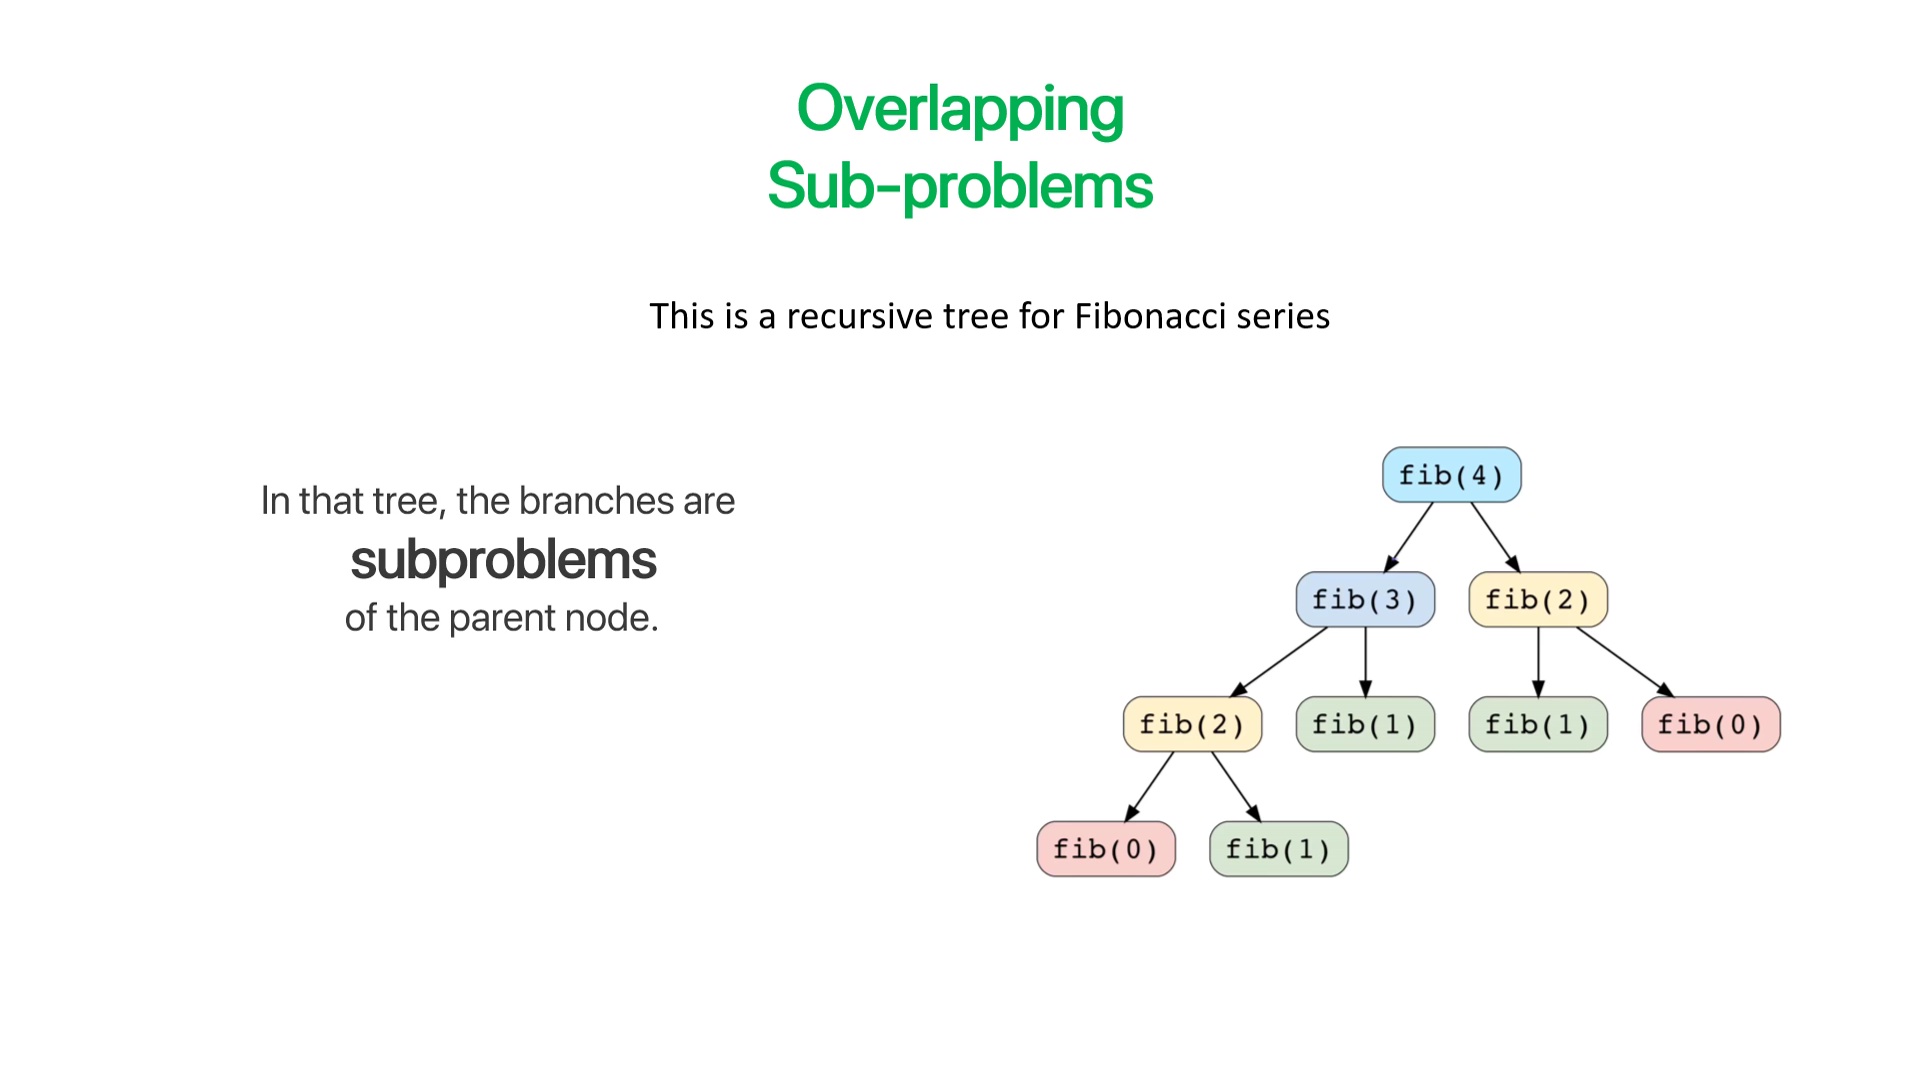 Overlapping
Sub-problems
This is a recursive tree for Fibonacci series
In that tree, the branches are
subproblems
of the parent node.
fib(4)
fib(3) fib(2)
fib(2) fib(1) fib(1) fib(0)
fib(0) fib(1)